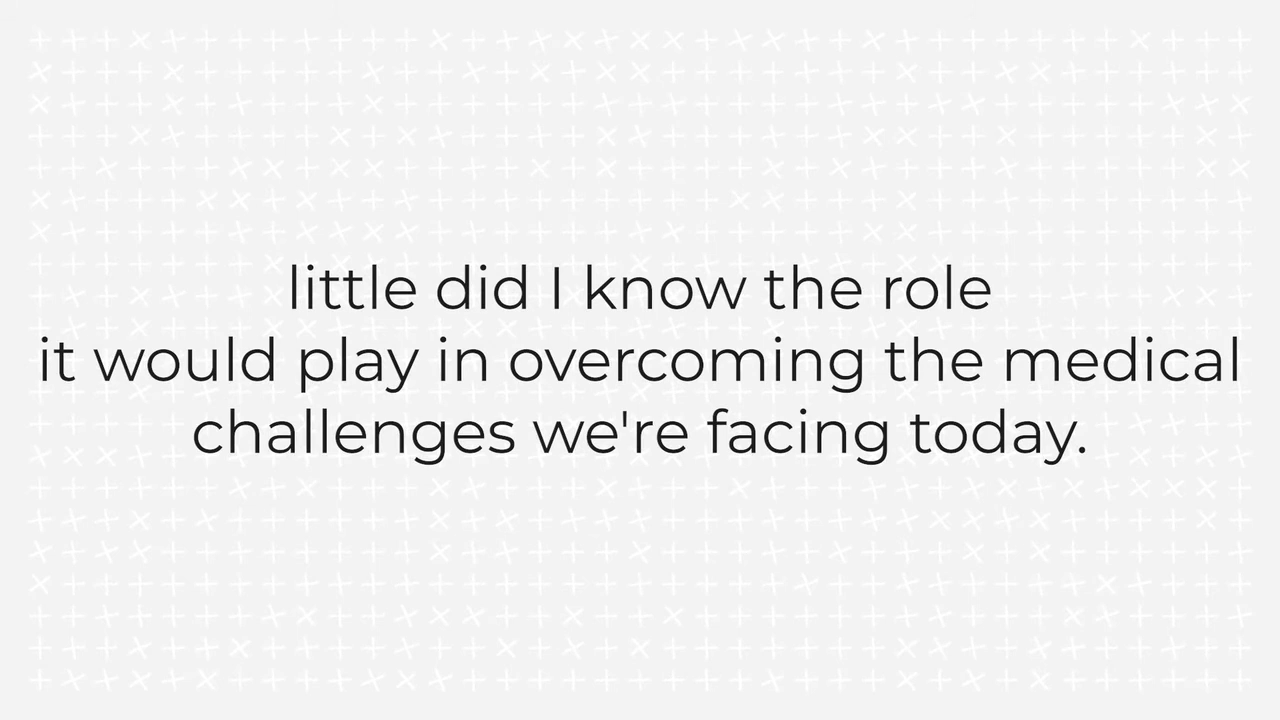 little did I know the role
it would play in overcoming the medical
challenges we're facing today.